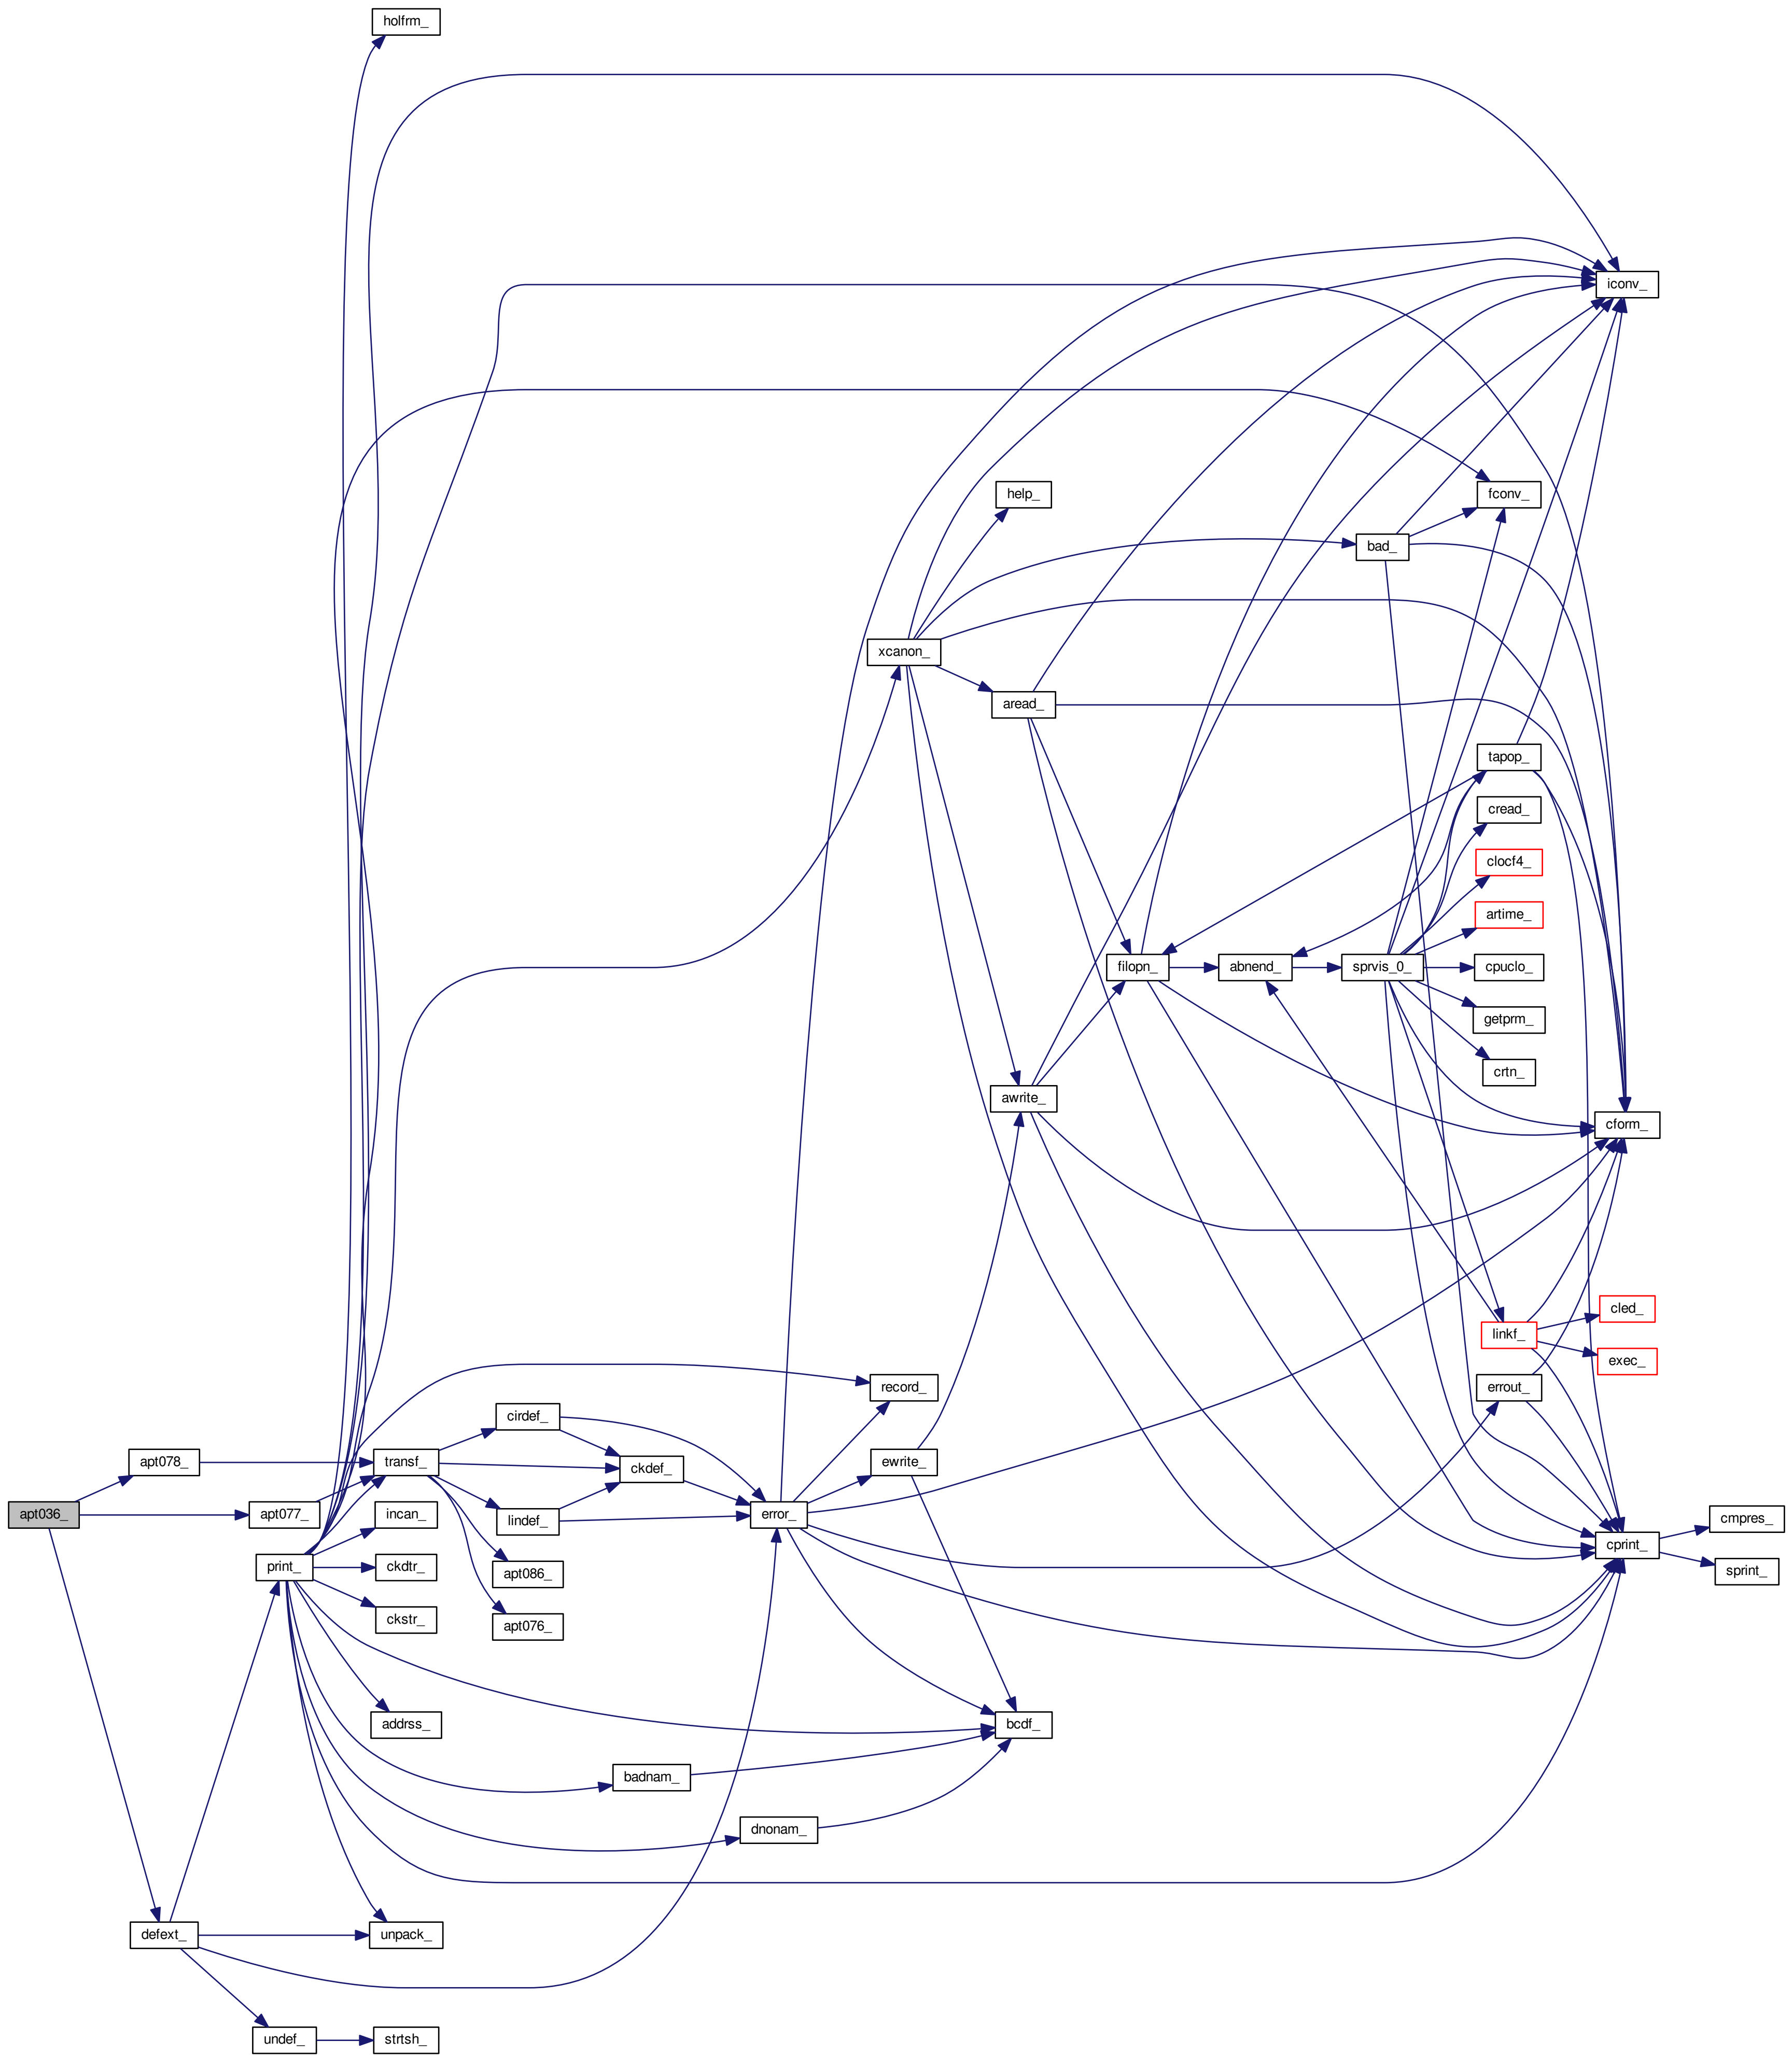 holfrm_
iconv_
help_
fconv_
bad_
xcanon_
aread_
tapop_
cread_
clocf4_
artime_
filopn_
abnend_
sprvis_0_
cpuclo_
getprm_
crtn_
awrite_
cform_
cled_
linkf_
exec_
record_
errout_
cirdef_
apt078_
transf_
ckdef_
ewrite_
apt036_
apt077_
incan_
lindef_
error_
cmpres_
cprint_
print_
ckdtr_
apt086_
sprint_
ckstr_
apt076_
addrss_
bcdf_
badnam_
dnonam_
defext_
unpack_
undef_
strtsh_